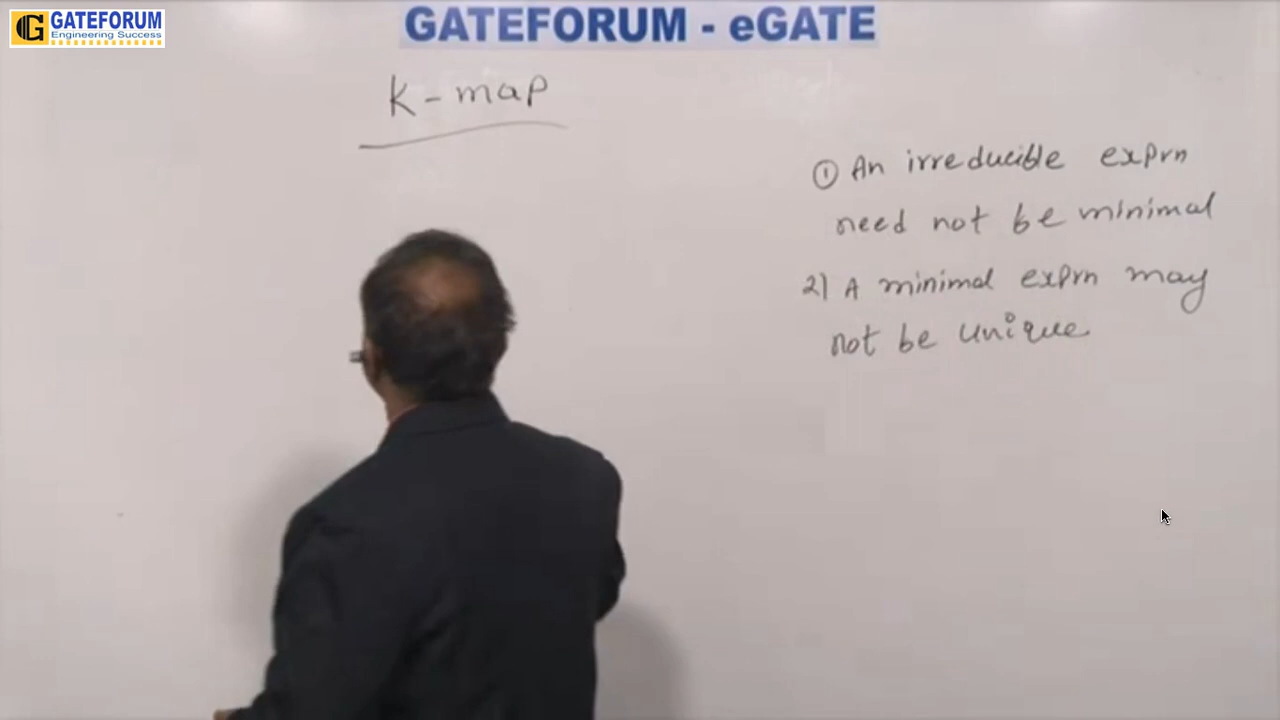 GATEFORUM
Engineering Success
GATEFORUM - eGATE
K-map
① An irreducible exprn
need not be minimal
2) A minimal exprn may
not be unique